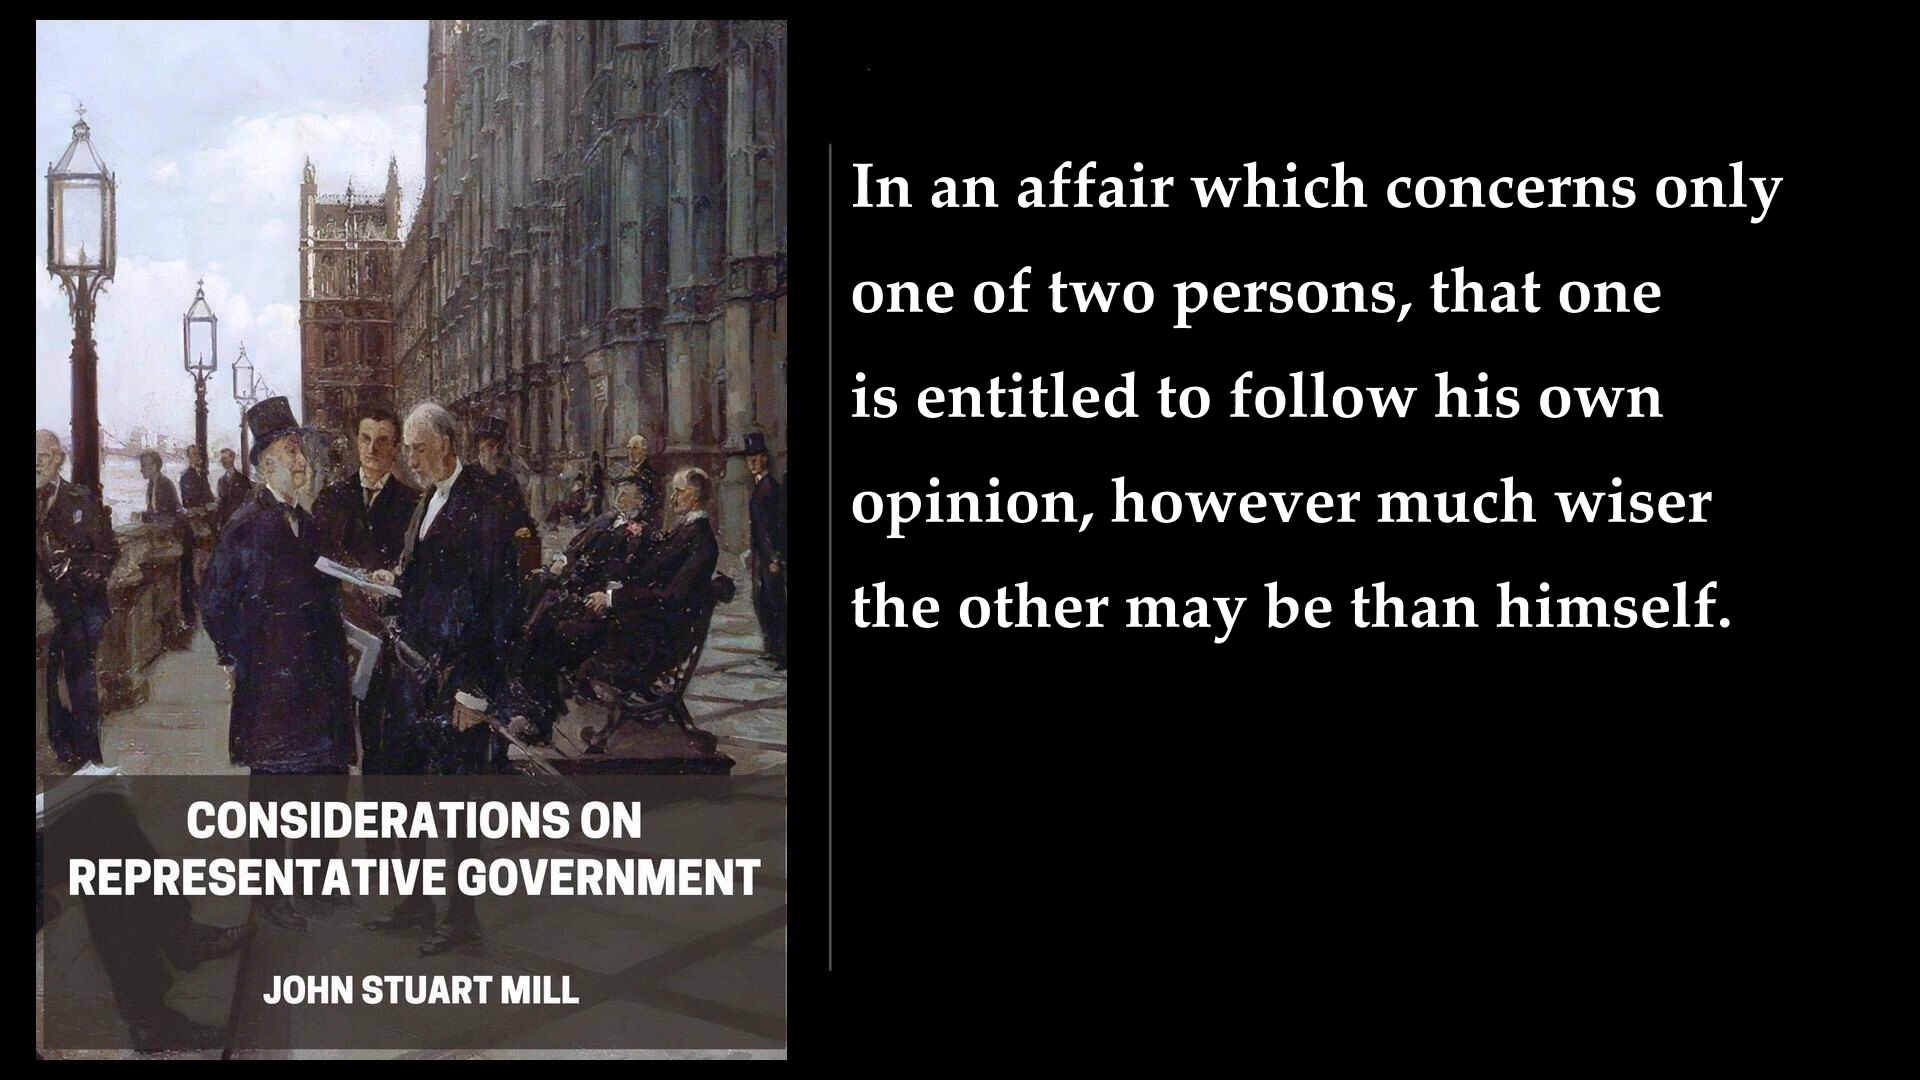 In an affair which concerns only
one of two persons, that one
is entitled to follow his own
opinion, however much wiser
the other may be than himself.
CONSIDERATIONS ON
REPRESENTATIVE GOVERNMENT
JOHN STUART MILL